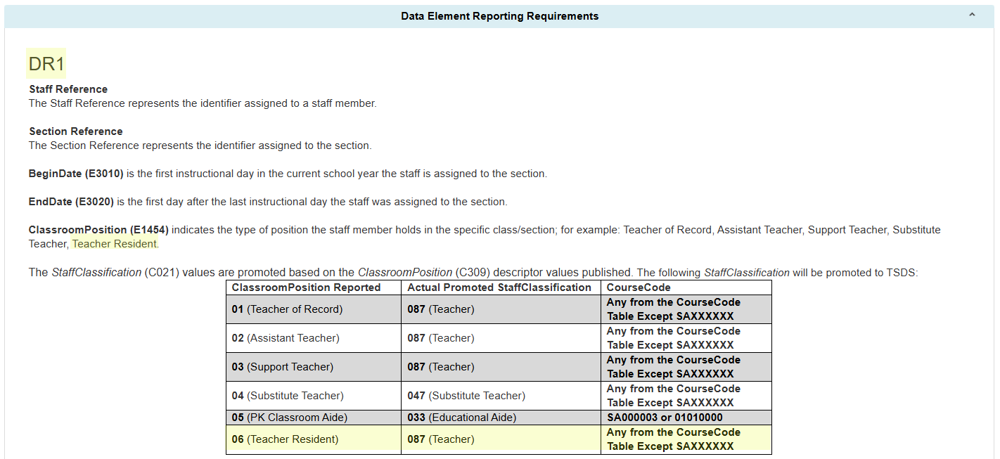 Data Element Reporting Requirements
DR1
Staff Reference
The Staff Reference represents the identifier assigned to a staff member.
Section Reference
The Section Reference represents the identifier assigned to the section.
BeginDate (E3010) is the first instructional day in the current school year the staff is assigned to the section.
EndDate (E3020) is the first day after the last instructional day the staff was assigned to the section.
ClassroomPosition (E1454) indicates the type of position the staff member holds in the specific class/section; for example: Teacher of Record, Assistant Teacher, Support Teacher, Substitute
Teacher, Teacher Resident.
The StaffClassification (C021) values are promoted based on the ClassroomPosition (C309) descriptor values published. The following StaffClassification will be promoted to TSDS:
ClassroomPosition Reported Actual Promoted StaffClassification CourseCode
01 (Teacher of Record) 087 (Teacher) Any from the CourseCode
Table Except SAXXXXXX
02 (Assistant Teacher) 087 (Teacher) Any from the CourseCode
Table Except SAXXXXXX
03 (Support Teacher) 087 (Teacher) Any from the CourseCode
Table Except SAXXXXXX
04 (Substitute Teacher) 047 (Substitute Teacher) Any from the CourseCode
Table Except SAXXXXXX
05 (PK Classroom Aide) 033 (Educational Aide) SA000003 or 01010000
06 (Teacher Resident) 087 (Teacher) Any from the CourseCode
Table Except SAXXXXXX